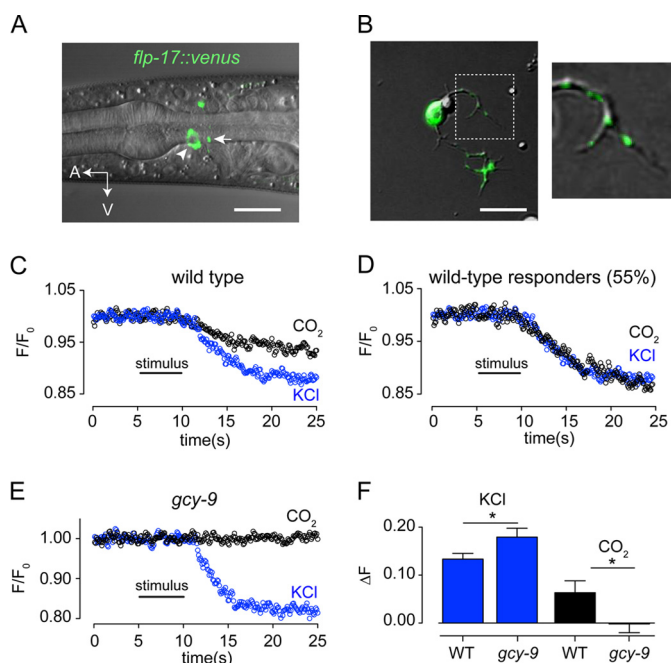 A
flp-17::venus
A
V
B
C
wild type
1.05
0.95
0.85
F/F0
CO2
KCl
stimulus
0 5 10 15 20 25
time(s)
D
wild-type responders (55%)
1.05
0.95
0.85
F/F0
CO2
KCl
stimulus
0 5 10 15 20 25
time(s)
E
gcy-9
1.00
0.90
0.80
F/F0
CO2
KCl
stimulus
0 5 10 15 20 25
time(s)
F
KCl
*
CO2
*
0.20
0.10
0.00
ΔF
WT gcy-9 WT gcy-9